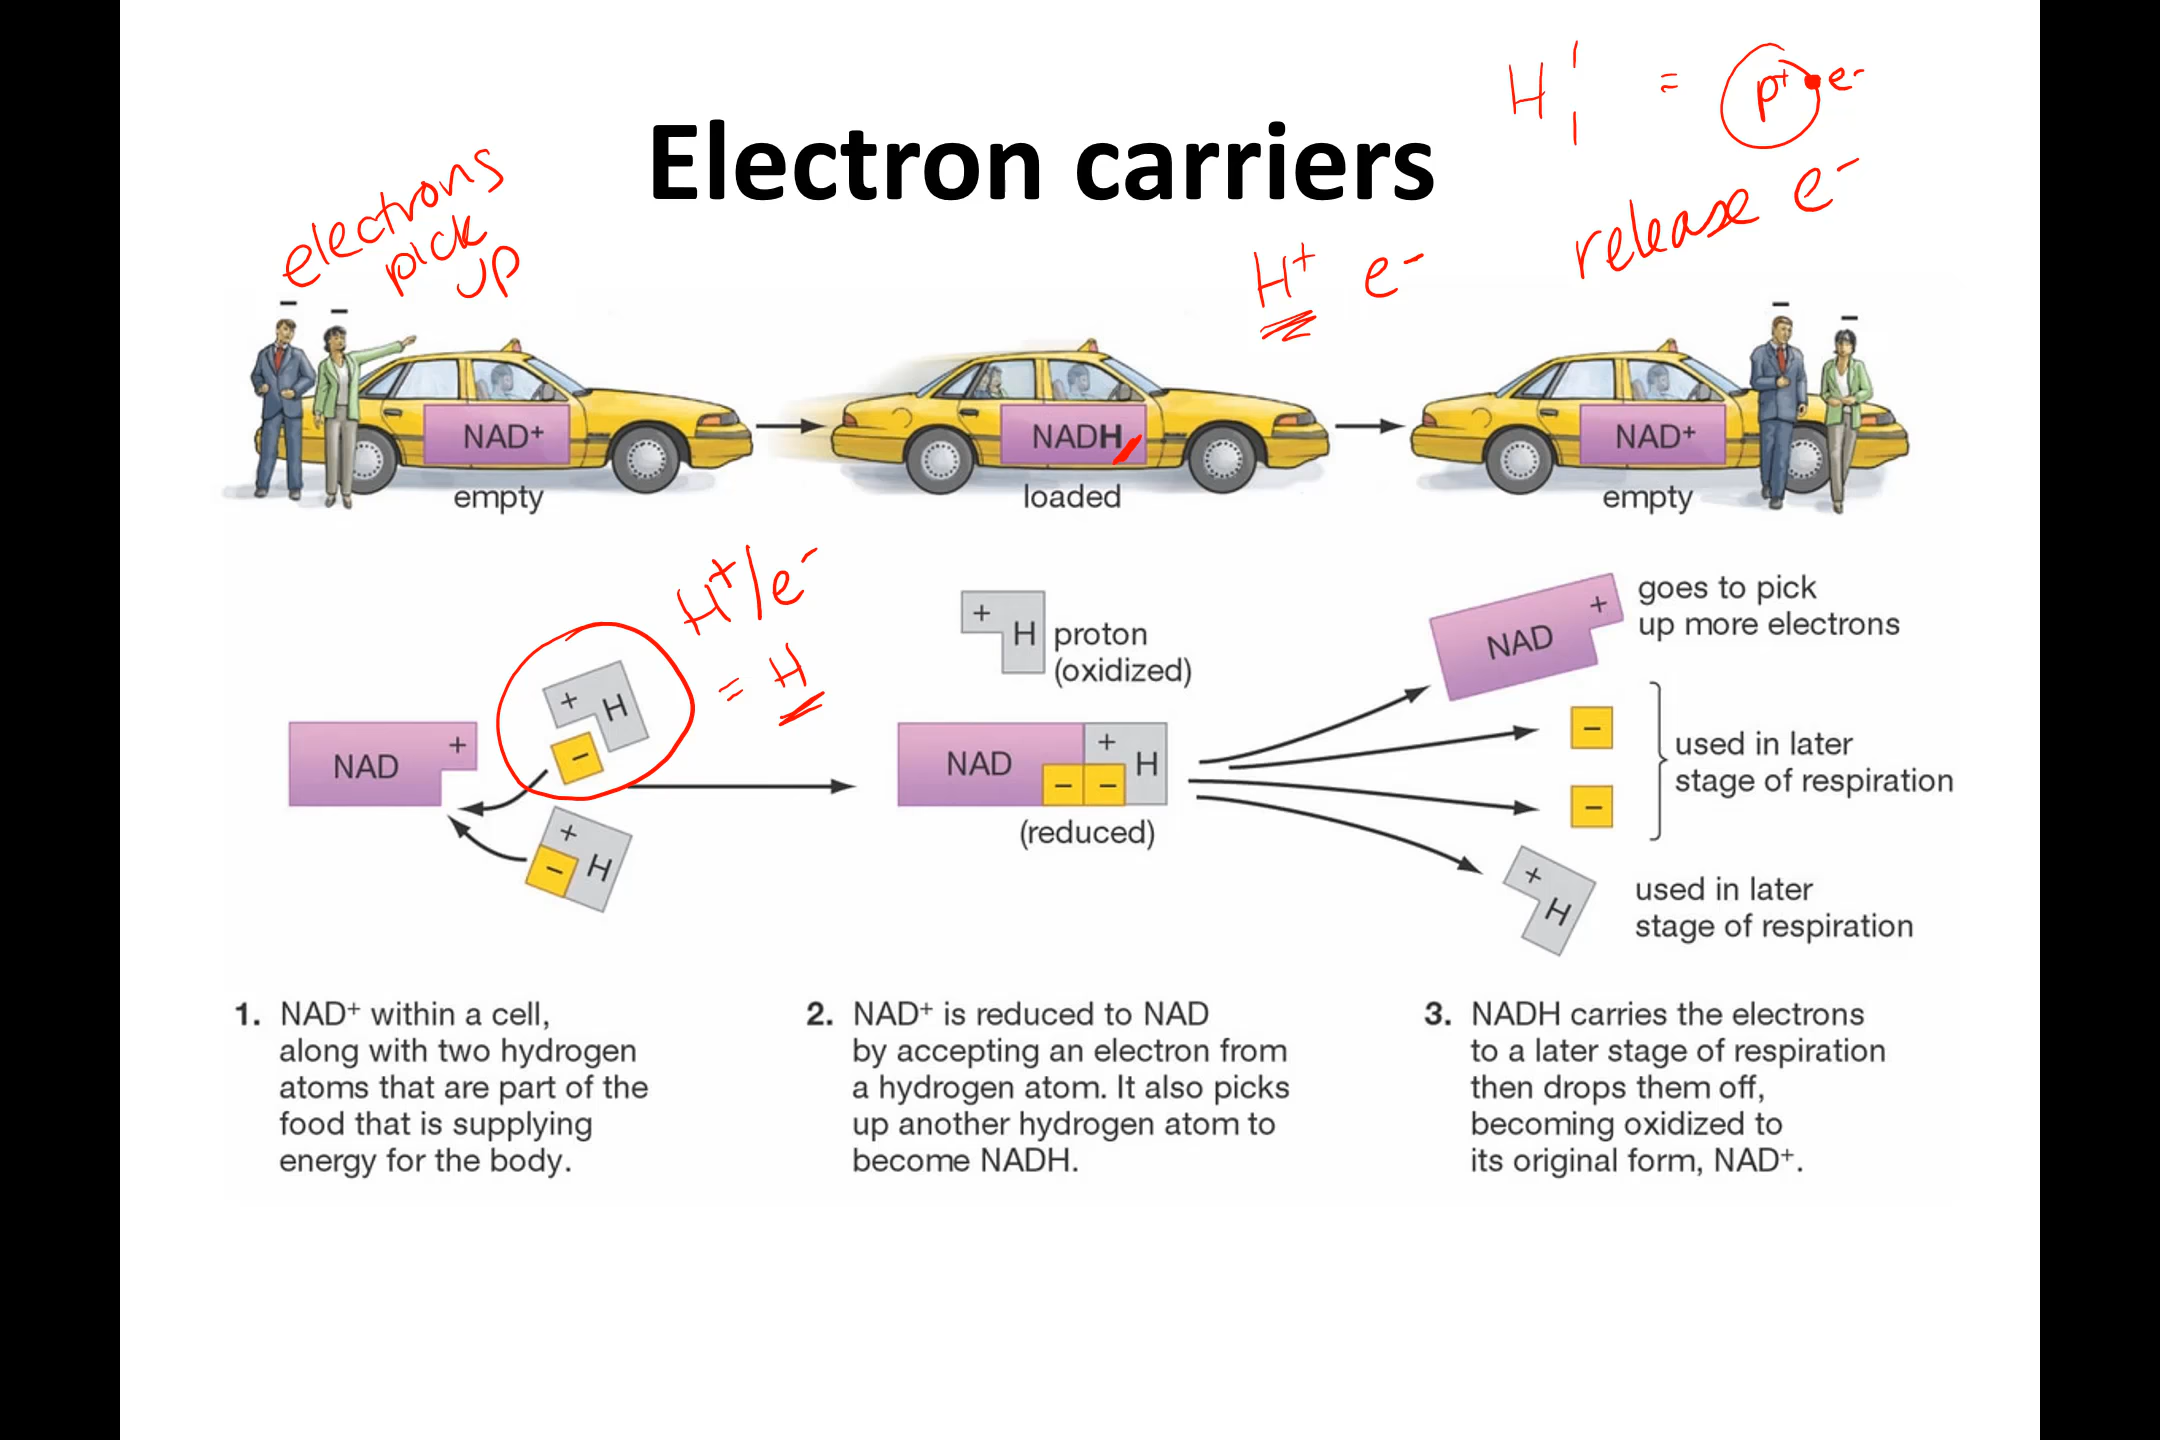 H 1 1 = p+ e-
Electron carriers
electrons
pick
up
release e-
H+ e-
− −
− −
NAD+
NADH
NAD+
empty
loaded
empty
H+/e-
= H
+ H
−
NAD +
+ H
−
+ H proton
(oxidized)
NAD + H
− −
(reduced)
NAD +
goes to pick
up more electrons
−
−
used in later
stage of respiration
+ H
used in later
stage of respiration
1. NAD+ within a cell,
along with two hydrogen
atoms that are part of the
food that is supplying
energy for the body.
2. NAD+ is reduced to NAD
by accepting an electron from
a hydrogen atom. It also picks
up another hydrogen atom to
become NADH.
3. NADH carries the electrons
to a later stage of respiration
then drops them off,
becoming oxidized to
its original form, NAD+.